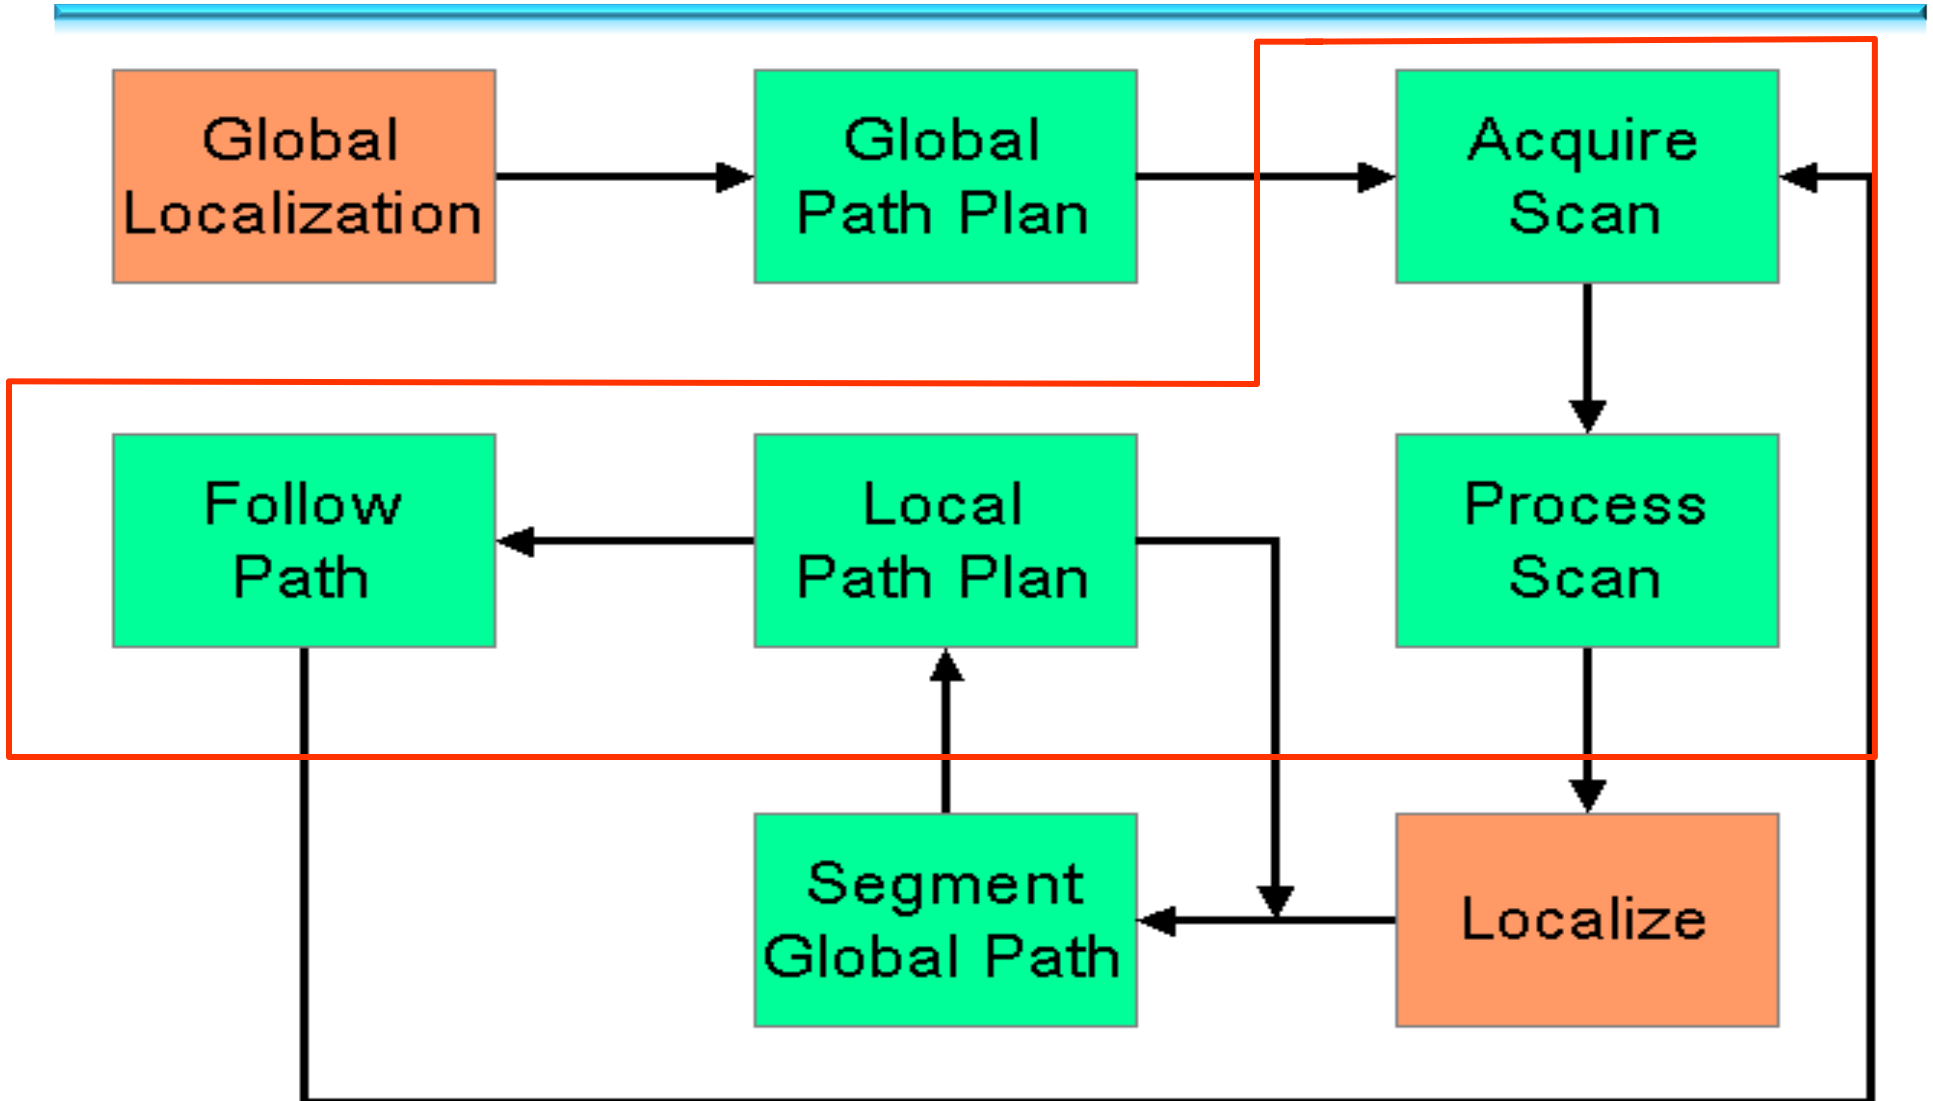 Global
Localization
Global
Path Plan
Acquire
Scan
Follow
Path
Local
Path Plan
Process
Scan
Segment
Global Path
Localize